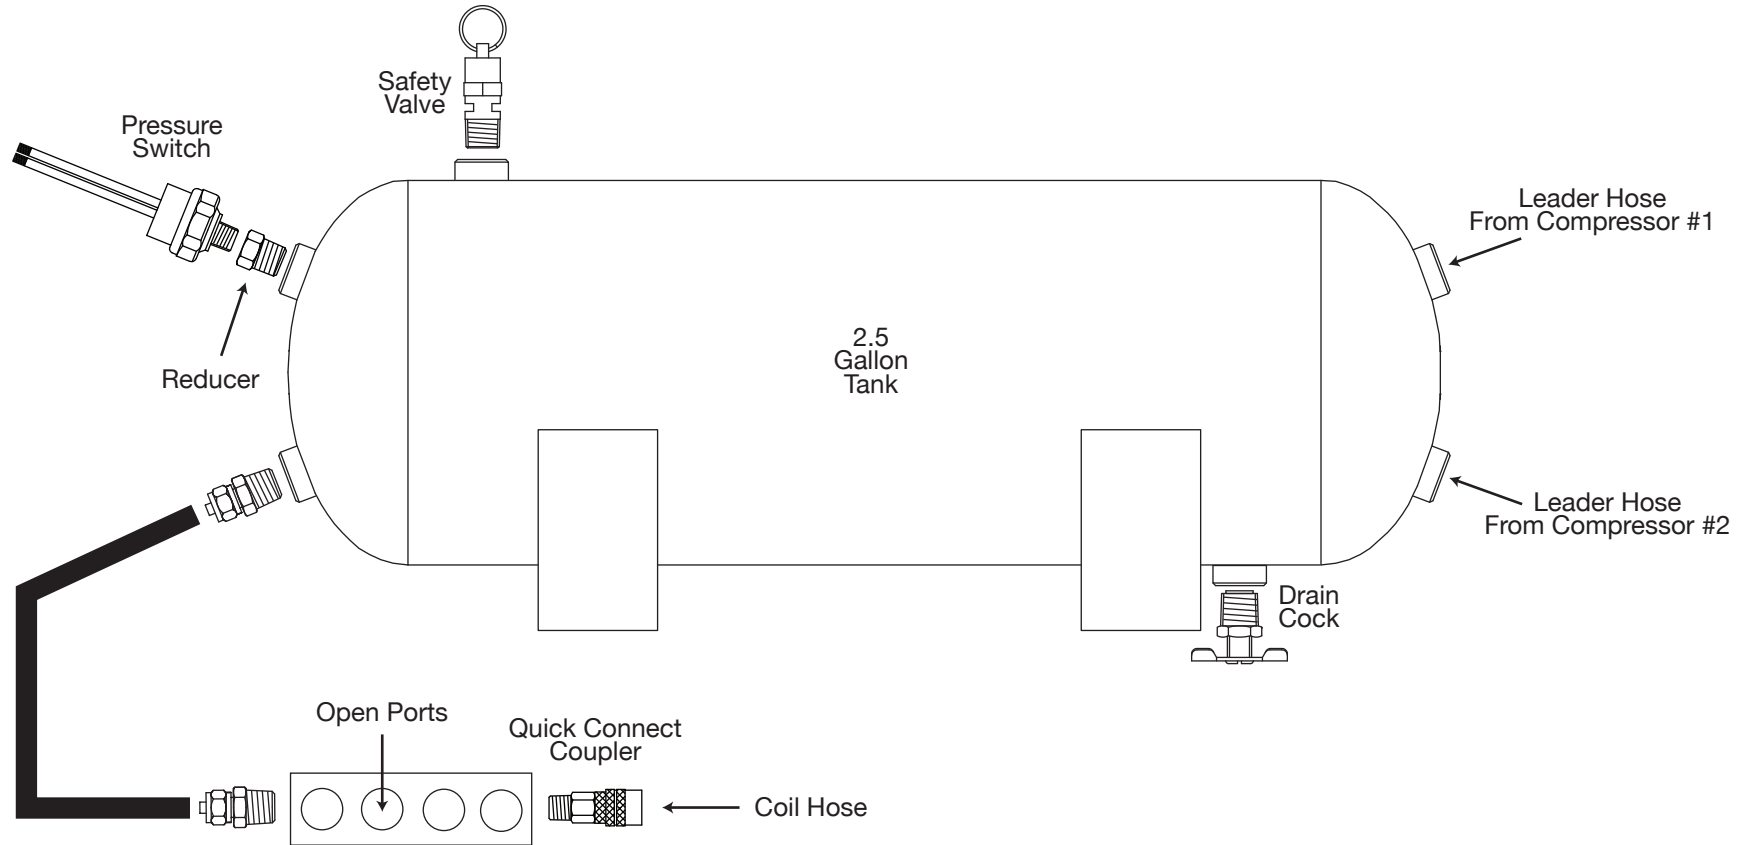 Safety
Valve
Pressure
Switch
Leader Hose
From Compressor #1
2.5
Gallon
Tank
Reducer
Leader Hose
From Compressor #2
Drain
Cock
Open Ports
Quick Connect
Coupler
Coil Hose